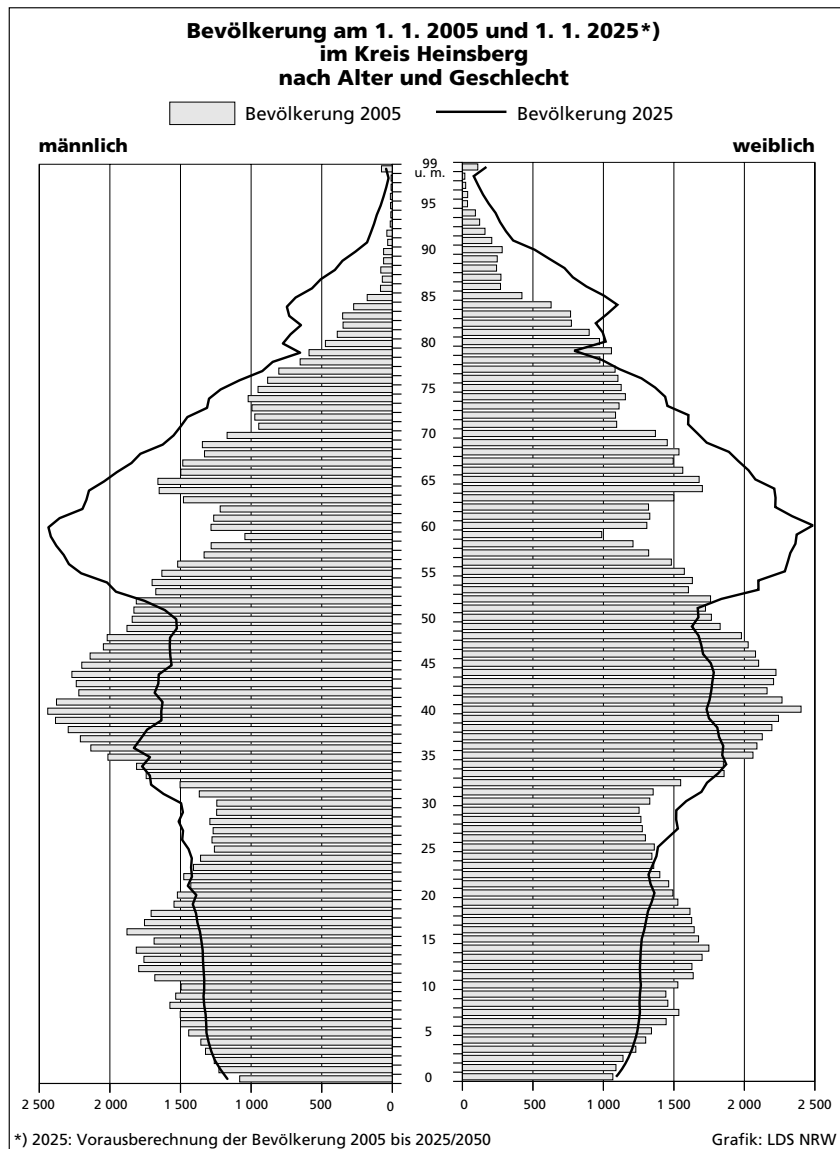 Bevölkerung am 1. 1. 2005 und 1. 1. 2025*)
im Kreis Heinsberg
nach Alter und Geschlecht
Bevölkerung 2005
Bevölkerung 2025
männlich
weiblich
99
u. m.
95
90
85
80
75
70
65
60
55
50
45
40
35
30
25
20
15
10
5
0
2 500 2 000 1 500 1 000 500 0 0 500 1 000 1 500 2 000 2 500
*) 2025: Vorausberechnung der Bevölkerung 2005 bis 2025/2050 Grafik: LDS NRW